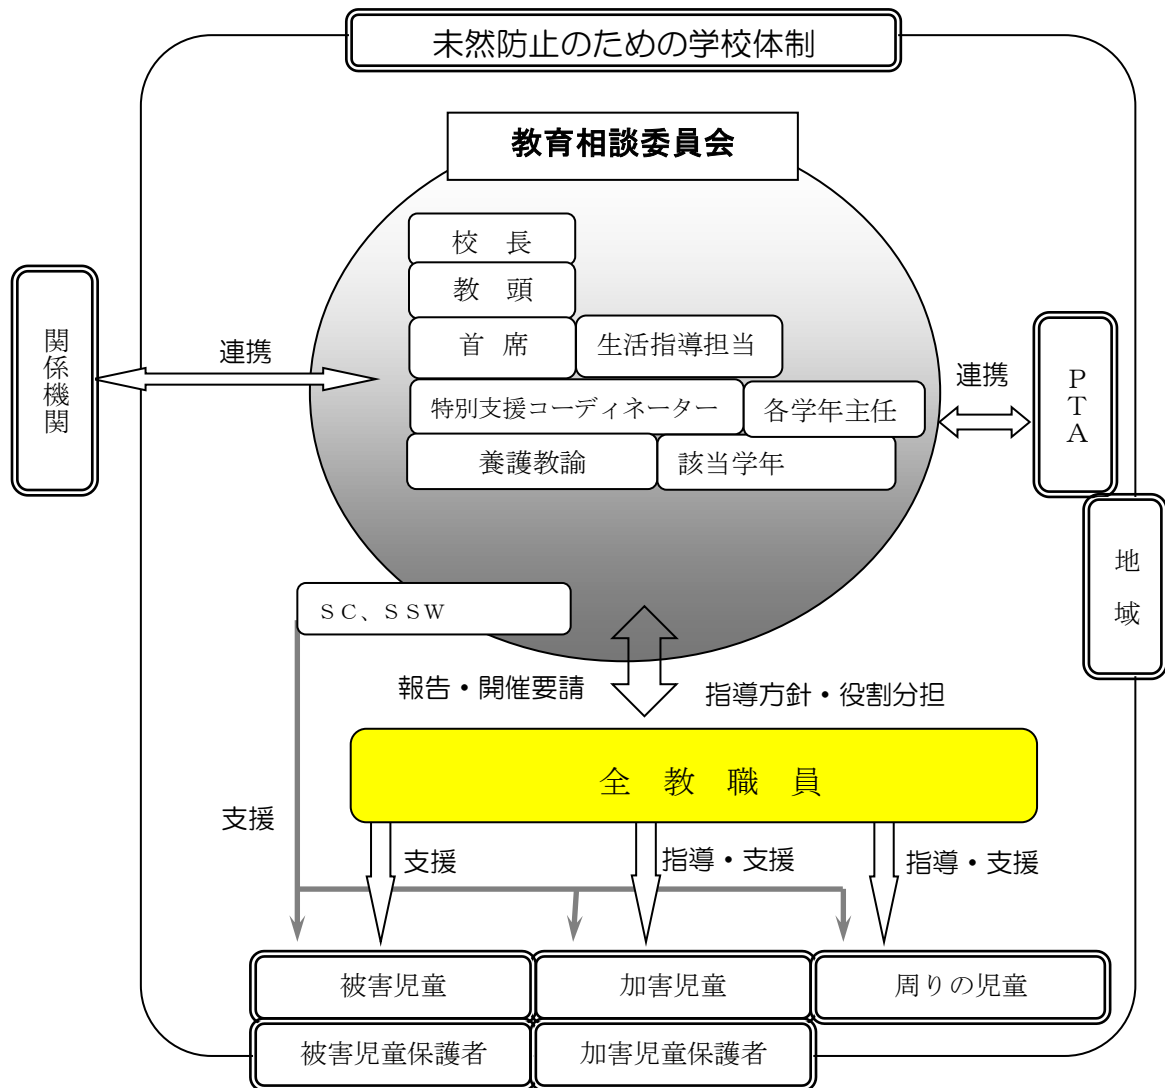 未然防止のための学校体制
教育相談委員会
校　長
教　頭
首　席
生活指導担当
特別支援コーディネーター
各学年主任
養護教諭
該当学年
関係機関
連携
連携
ＰＴＡ
地域
ＳＣ、ＳＳＷ
報告・開催要請
指導方針・役割分担
全　教　職　員
支援
支援
指導・支援
指導・支援
被害児童
加害児童
周りの児童
被害児童保護者
加害児童保護者